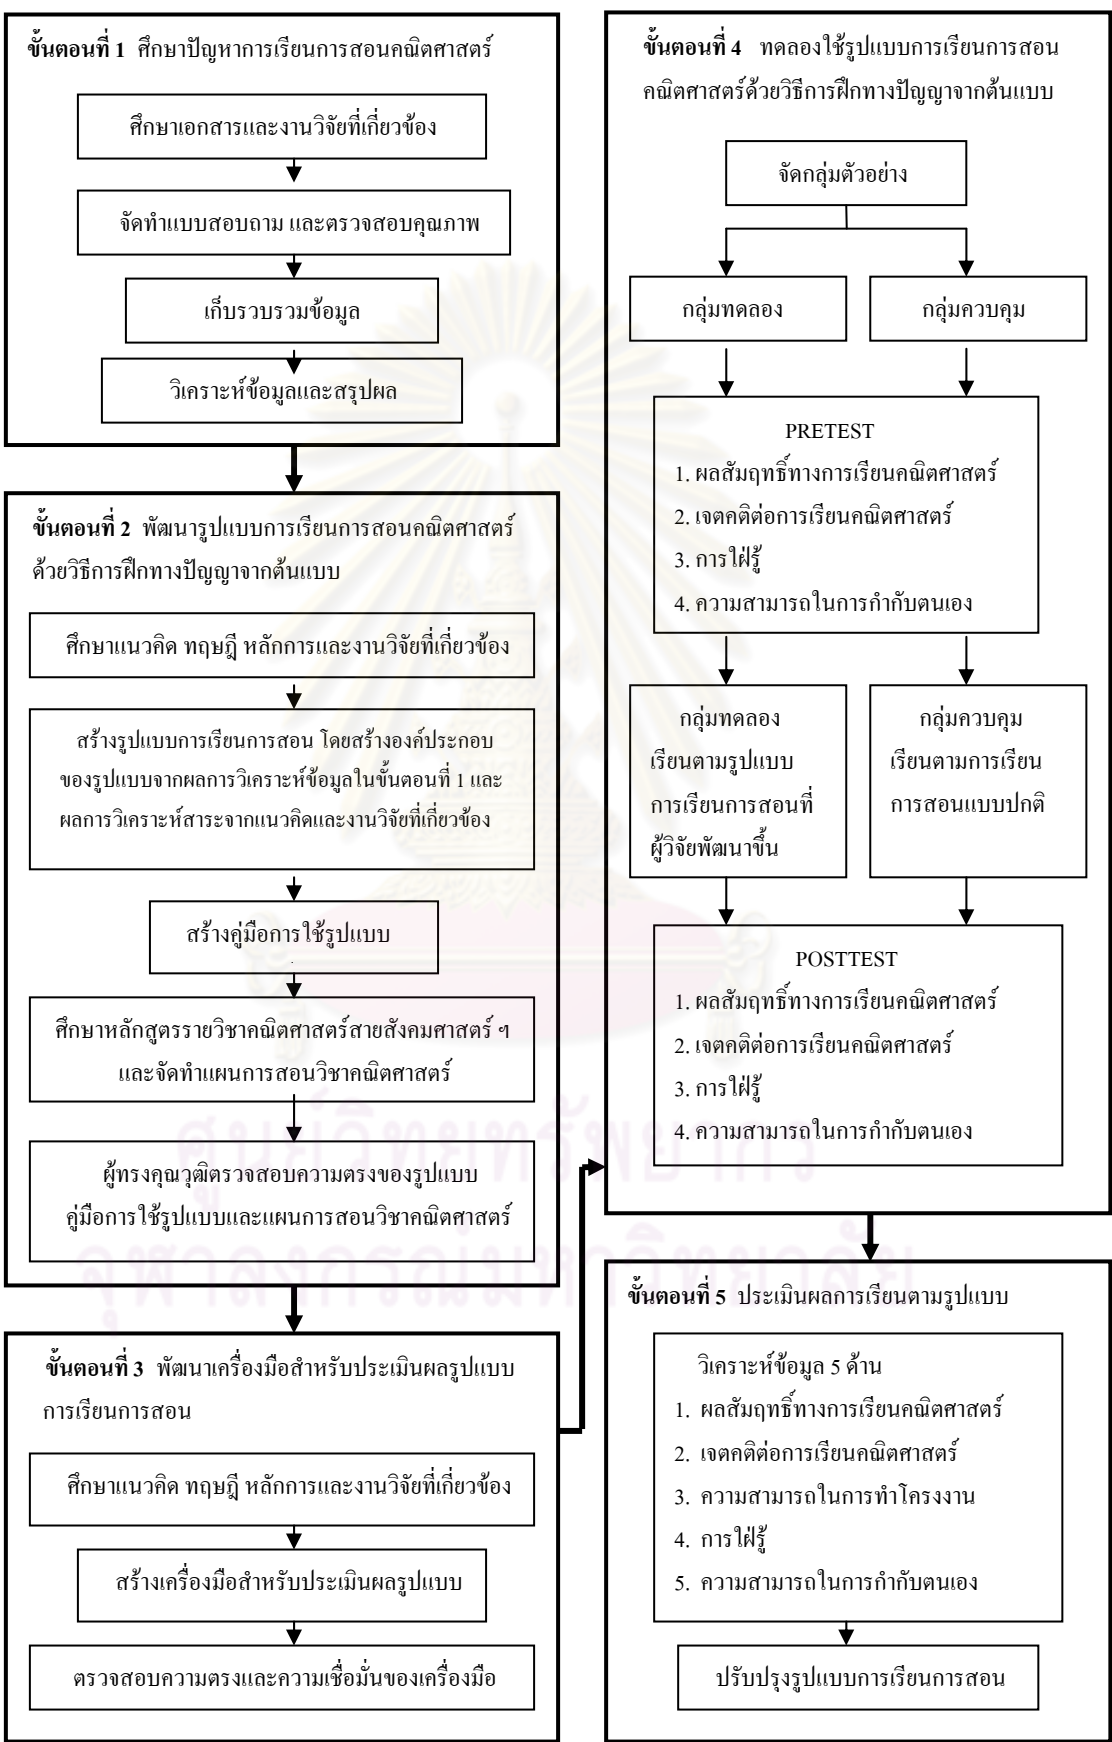 ขั้นตอนที่ 1 ศึกษาปัญหาการเรียนการสอนคณิตศาสตร์
ศึกษาเอกสารและงานวิจัยที่เกี่ยวข้อง
จัดทำแบบสอบถาม และตรวจสอบคุณภาพ
เก็บรวบรวมข้อมูล
วิเคราะห์ข้อมูลและสรุปผล
ขั้นตอนที่ 2 พัฒนารูปแบบการเรียนการสอนคณิตศาสตร์
ด้วยวิธีการฝึกทางปัญญาจากต้นแบบ
ศึกษาแนวคิด ทฤษฎี หลักการและงานวิจัยที่เกี่ยวข้อง
สร้างรูปแบบการเรียนการสอน โดยสร้างองค์ประกอบ
ของรูปแบบจากผลการวิเคราะห์ข้อมูลในขั้นตอนที่ 1 และ
ผลการวิเคราะห์สาระจากแนวคิดและงานวิจัยที่เกี่ยวข้อง
สร้างคู่มือการใช้รูปแบบ
ศึกษาหลักสูตรรายวิชาคณิตศาสตร์สายสังคมศาสตร์ ฯ
และจัดทำแผนการสอนวิชาคณิตศาสตร์
ผู้ทรงคุณวุฒิตรวจสอบความตรงของรูปแบบ
คู่มือการใช้รูปแบบและแผนการสอนวิชาคณิตศาสตร์
ขั้นตอนที่ 3 พัฒนาเครื่องมือสำหรับประเมินผลรูปแบบ
การเรียนการสอน
ศึกษาแนวคิด ทฤษฎี หลักการและงานวิจัยที่เกี่ยวข้อง
สร้างเครื่องมือสำหรับประเมินผลรูปแบบ
ตรวจสอบความตรงและความเชื่อมั่นของเครื่องมือ
ขั้นตอนที่ 4 ทดลองใช้รูปแบบการเรียนการสอน
คณิตศาสตร์ด้วยวิธีการฝึกทางปัญญาจากต้นแบบ
จัดกลุ่มตัวอย่าง
กลุ่มทดลอง
กลุ่มควบคุม
PRETEST
1. ผลสัมฤทธิ์ทางการเรียนคณิตศาสตร์
2. เจตคติต่อการเรียนคณิตศาสตร์
3. การใฝ่รู้
4. ความสามารถในการกำกับตนเอง
กลุ่มทดลอง
เรียนตามรูปแบบ
การเรียนการสอนที่
ผู้วิจัยพัฒนาขึ้น
กลุ่มควบคุม
เรียนตามการเรียน
การสอนแบบปกติ
POSTTEST
1. ผลสัมฤทธิ์ทางการเรียนคณิตศาสตร์
2. เจตคติต่อการเรียนคณิตศาสตร์
3. การใฝ่รู้
4. ความสามารถในการกำกับตนเอง
ขั้นตอนที่ 5 ประเมินผลการเรียนตามรูปแบบ
วิเคราะห์ข้อมูล 5 ด้าน
1. ผลสัมฤทธิ์ทางการเรียนคณิตศาสตร์
2. เจตคติต่อการเรียนคณิตศาสตร์
3. ความสามารถในการทำโครงงาน
4. การใฝ่รู้
5. ความสามารถในการกำกับตนเอง
ปรับปรุงรูปแบบการเรียนการสอน
ศูนย์วิทยทรัพยากร
จุฬาลงกรณ์มหาวิทยาลัย